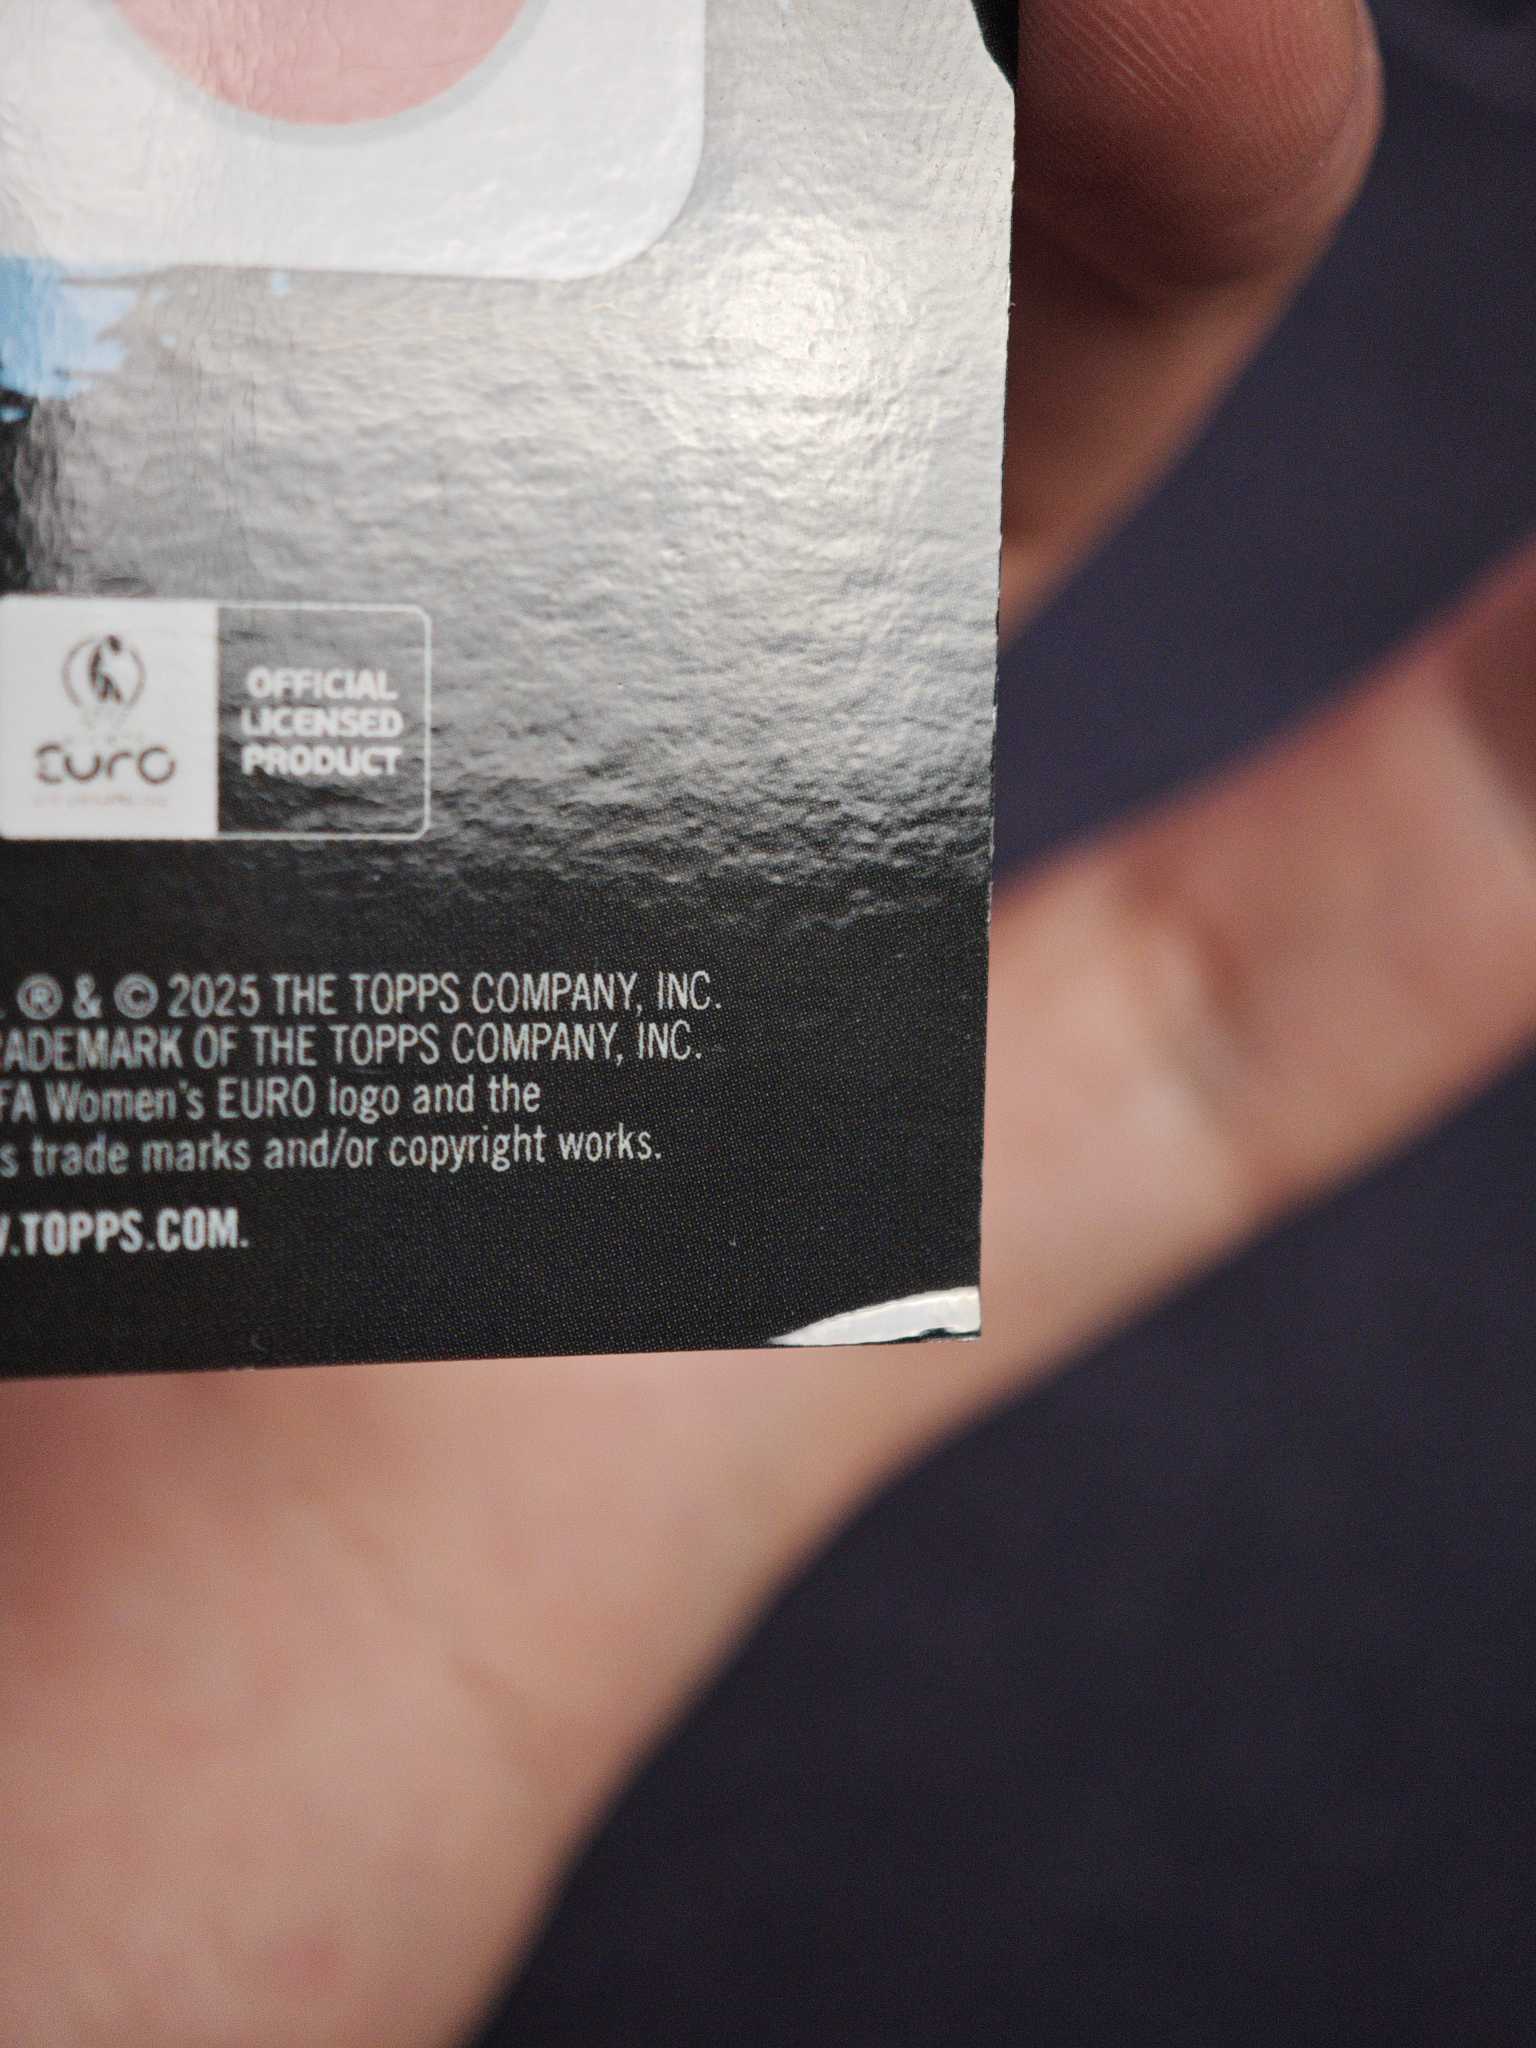 euro
OFFICIAL
LICENSED
PRODUCT
. ® & © 2025 THE TOPPS COMPANY, INC.
RADEMARK OF THE TOPPS COMPANY, INC.
FA Women's EURO logo and the
s trade marks and/or copyright works.
.TOPPS.COM.